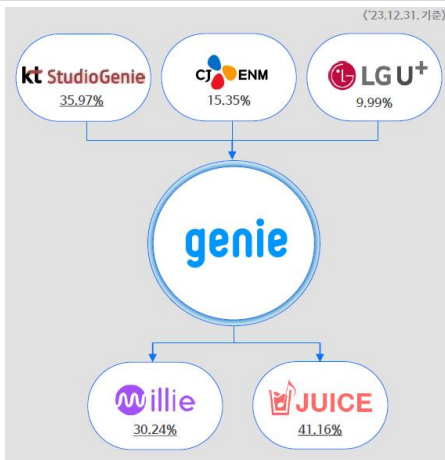 ('23.12.31.기준)
kt StudioGenie
35.97%
CJ ENM
15.35%
LG U+
9.99%
genie
millie
30.24%
JUICE
41.16%